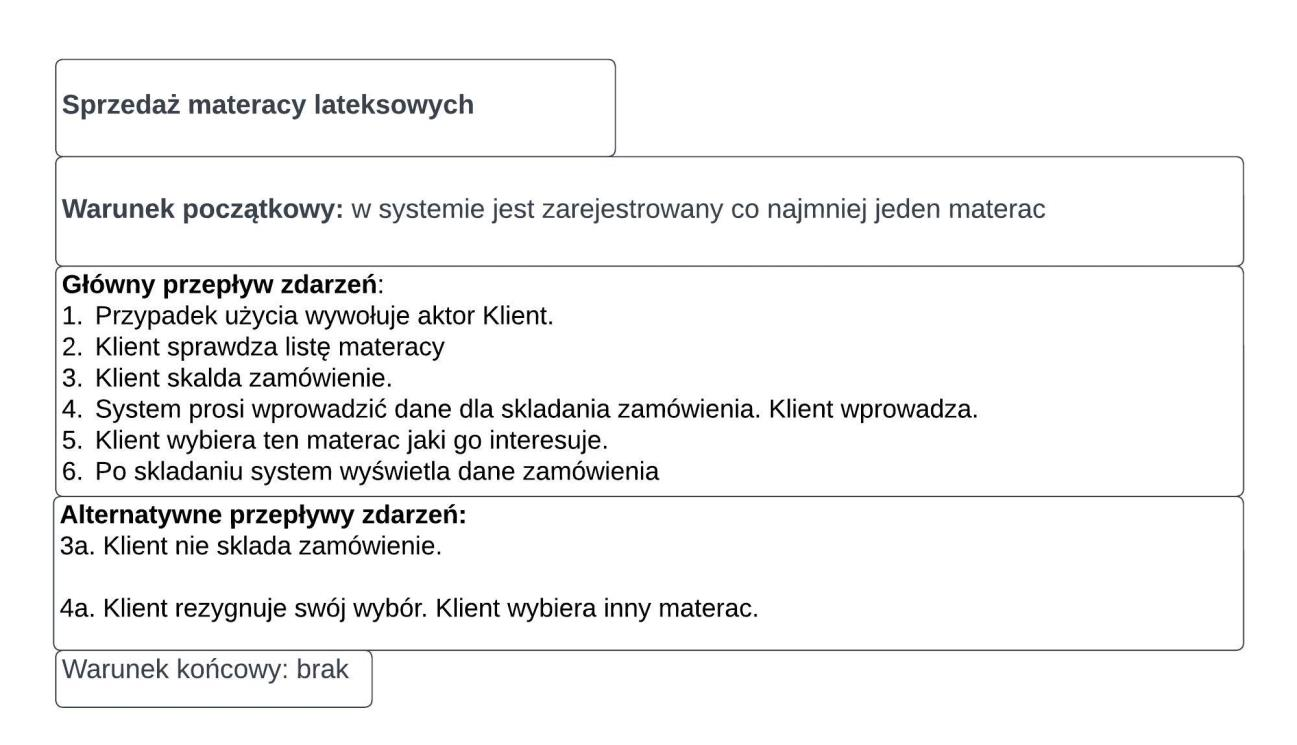 Sprzedaż materacy lateksowych
Warunek początkowy: w systemie jest zarejestrowany co najmniej jeden materac
Główny przepływ zdarzeń:
1. Przypadek użycia wywołuje aktor Klient.
2. Klient sprawdza listę materacy
3. Klient skalda zamówienie.
4. System prosi wprowadzić dane dla skladania zamówienia. Klient wprowadza.
5. Klient wybiera ten materac jaki go interesuje.
6. Po skladaniu system wyświetla dane zamówienia
Alternatywne przepływy zdarzeń:
3a. Klient nie sklada zamówienie.
4a. Klient rezygnuje swój wybór. Klient wybiera inny materac.
Warunek końcowy: brak